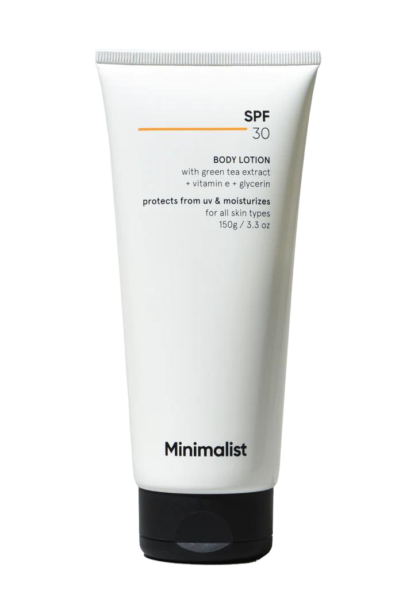 SPF
30
BODY LOTION
with green tea extract
+ vitamin e + glycerin
protects from uv & moisturizes
for all skin types
150g / 3.3 oz
Minimalist